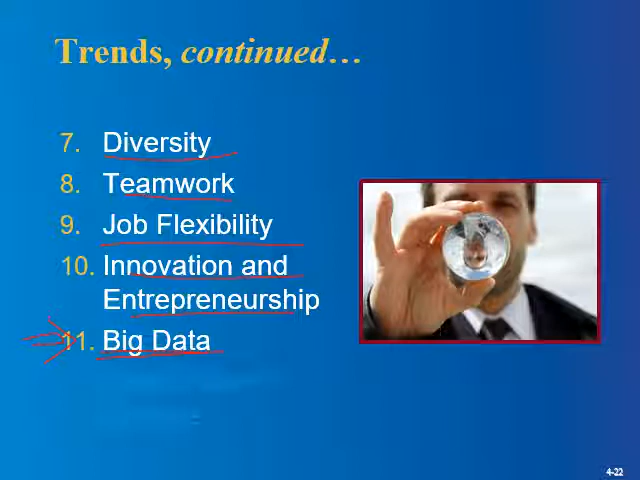 Trends, continued…
7. Diversity
8. Teamwork
9. Job Flexibility
10. Innovation and
Entrepreneurship
11. Big Data
4-22